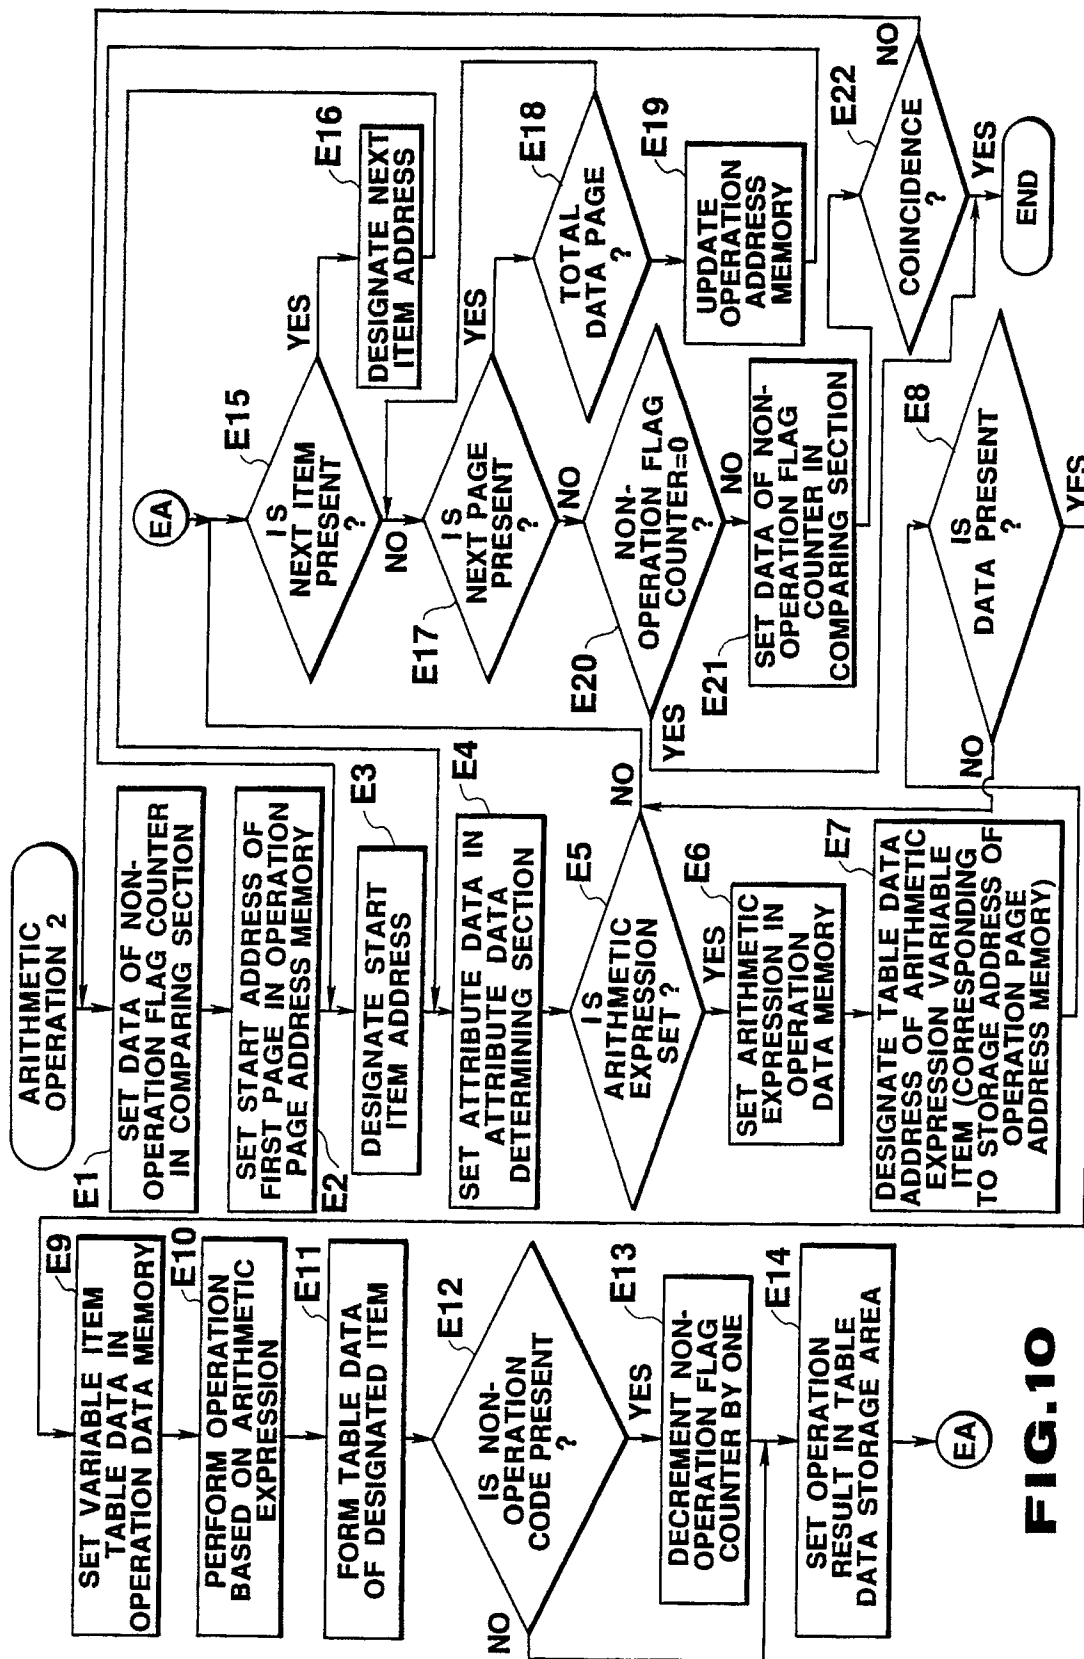 ARITHMETIC
OPERATION 2
E1
SET DATA OF NON-
OPERATION FLAG COUNTER
IN COMPARING SECTION
SET START ADDRESS OF
FIRST PAGE IN OPERATION
PAGE ADDRESS MEMORY
E2
DESIGNATE START
ITEM ADDRESS
E3
SET ATTRIBUTE DATA IN
ATTRIBUTE DATA
DETERMINING SECTION
E4
IS
ARITHMETIC
EXPRESSION
SET ?
E5
NO
YES
SET ARITHMETIC
EXPRESSION IN
OPERATION
DATA MEMORY
E6
DESIGNATE TABLE DATA
ADDRESS OF ARITHMETIC
EXPRESSION VARIABLE
ITEM (CORRESPONDING
TO STORAGE ADDRESS OF
OPERATION PAGE
ADDRESS MEMORY)
E7
IS
DATA PRESENT
?
E8
NO
YES
E9
SET VARIABLE ITEM
TABLE DATA IN
OPERATION DATA MEMORY
E10
PERFORM OPERATION
BASED ON ARITHMETIC
EXPRESSION
E11
FORM TABLE DATA
OF DESIGNATED ITEM
E12
IS NON-
OPERATION
CODE PRESENT
?
NO
YES
E13
DECREMENT NON-
OPERATION FLAG
COUNTER BY ONE
E14
SET OPERATION
RESULT IN TABLE
DATA STORAGE AREA
EA
EA
E15
IS
NEXT ITEM
PRESENT
?
YES
NO
E16
DESIGNATE NEXT
ITEM ADDRESS
E17
IS
NEXT PAGE
PRESENT
?
YES
NO
E18
TOTAL
DATA PAGE
?
E19
UPDATE
OPERATION
ADDRESS
MEMORY
E20
NON-
OPERATION FLAG
COUNTER=0
?
YES
NO
E21
SET DATA OF NON-
OPERATION FLAG
COUNTER IN
COMPARING SECTION
E22
COINCIDENCE
?
NO
YES
END
FIG.10